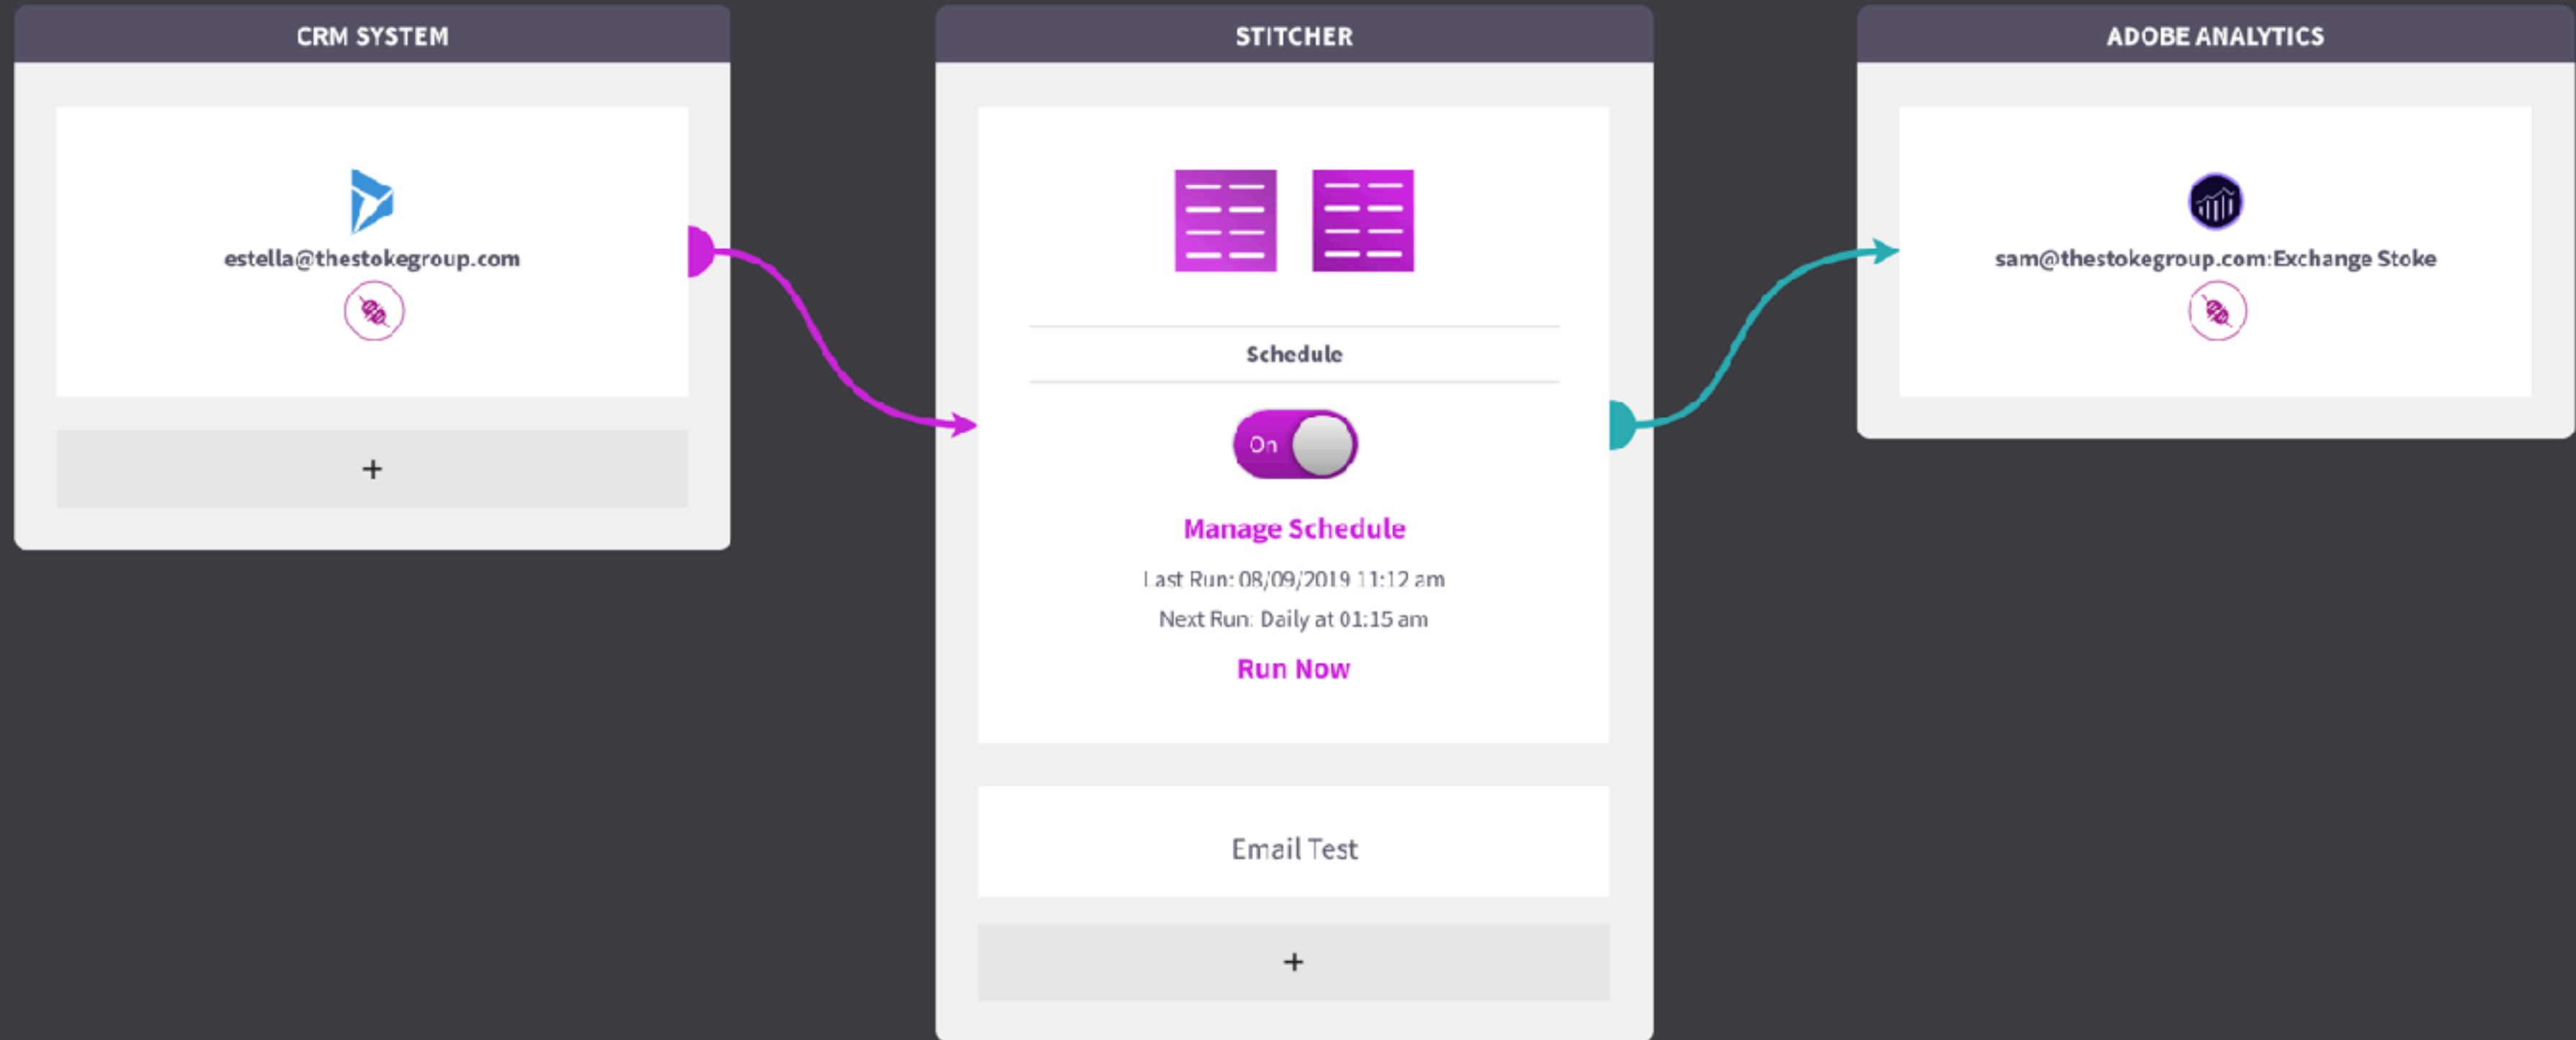 CRM SYSTEM
estella@thestokegroup.com
+
STITCHER
Schedule
On
Manage Schedule
Last Run: 08/09/2019 11:12 am
Next Run: Daily at 01:15 am
Run Now
Email Test
+
ADOBE ANALYTICS
sam@thestokegroup.com:Exchange Stoke